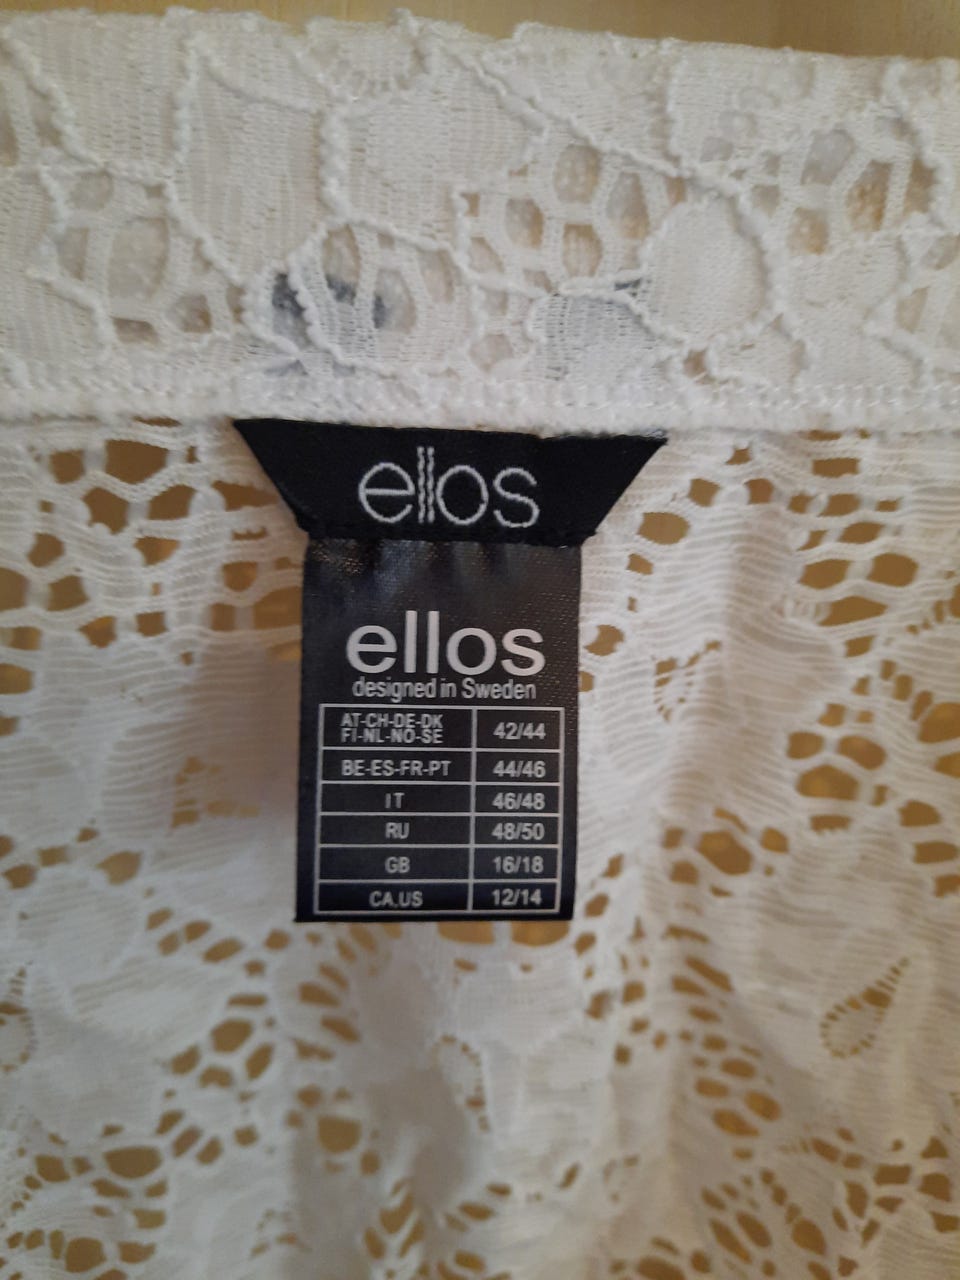 ellos
ellos
designed in Sweden
AT-CH-DE-DK
FI-NL-NO-SE 42/44
BE-ES-FR-PT 44/46
IT 46/48
RU 48/50
GB 16/18
CA.US 12/14